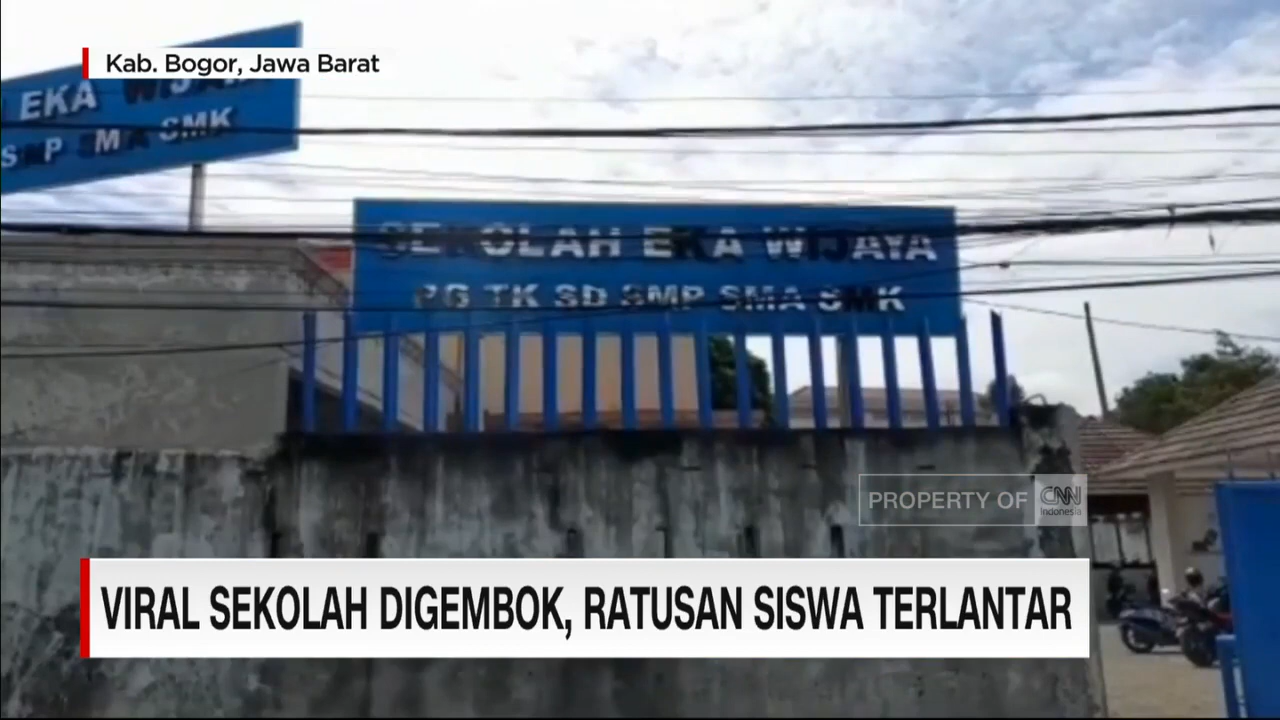 Kab. Bogor, Jawa Barat
EKA WIJAYA
SMP SMA SMK
SEKOLAH EKA WIJAYA
PG TK SD SMP SMA SMK
PROPERTY OF CNN Indonesia
VIRAL SEKOLAH DIGEMBOK, RATUSAN SISWA TERLANTAR